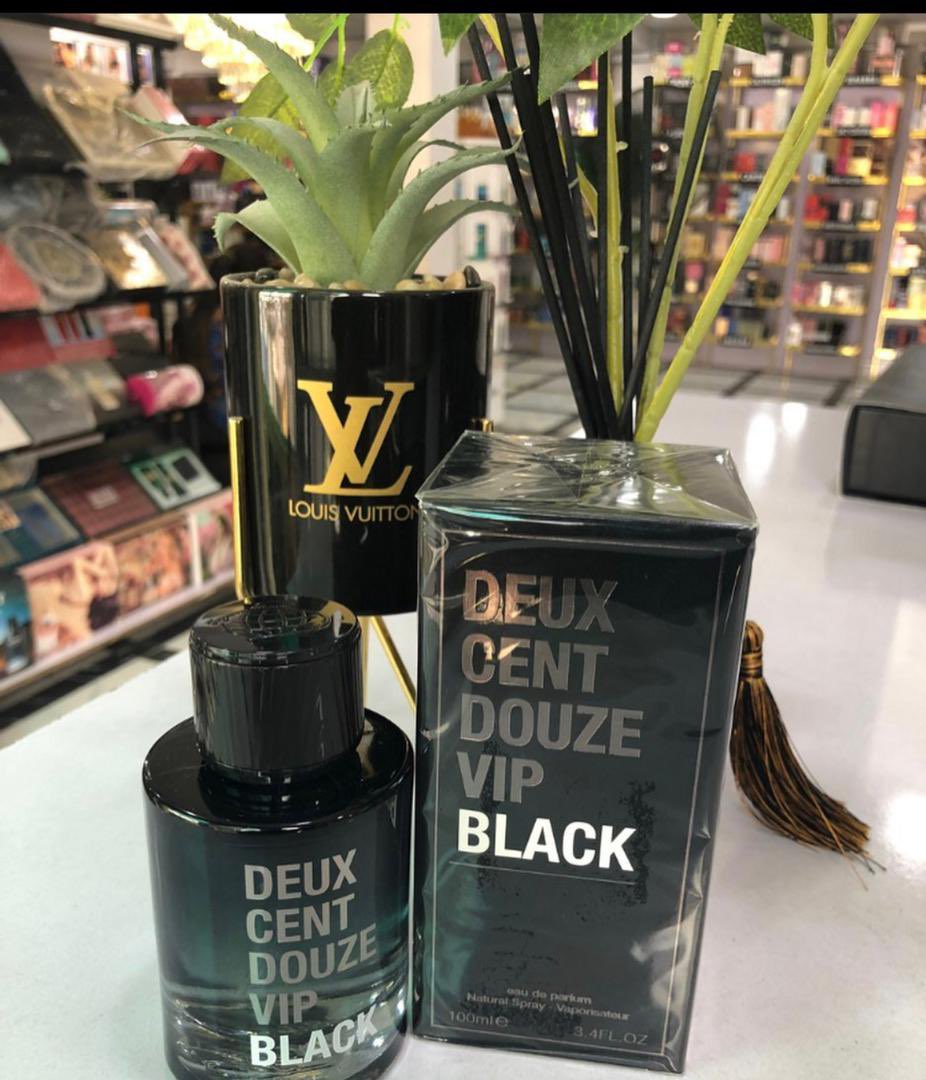 LV
LOUIS VUITTON
DEUX
CENT
DOUZE
VIP
BLACK
eau de parfum
Natural Spray - Vaporisateur
100ml e
3.4FL.OZ
DEUX
CENT
DOUZE
VIP
BLACK